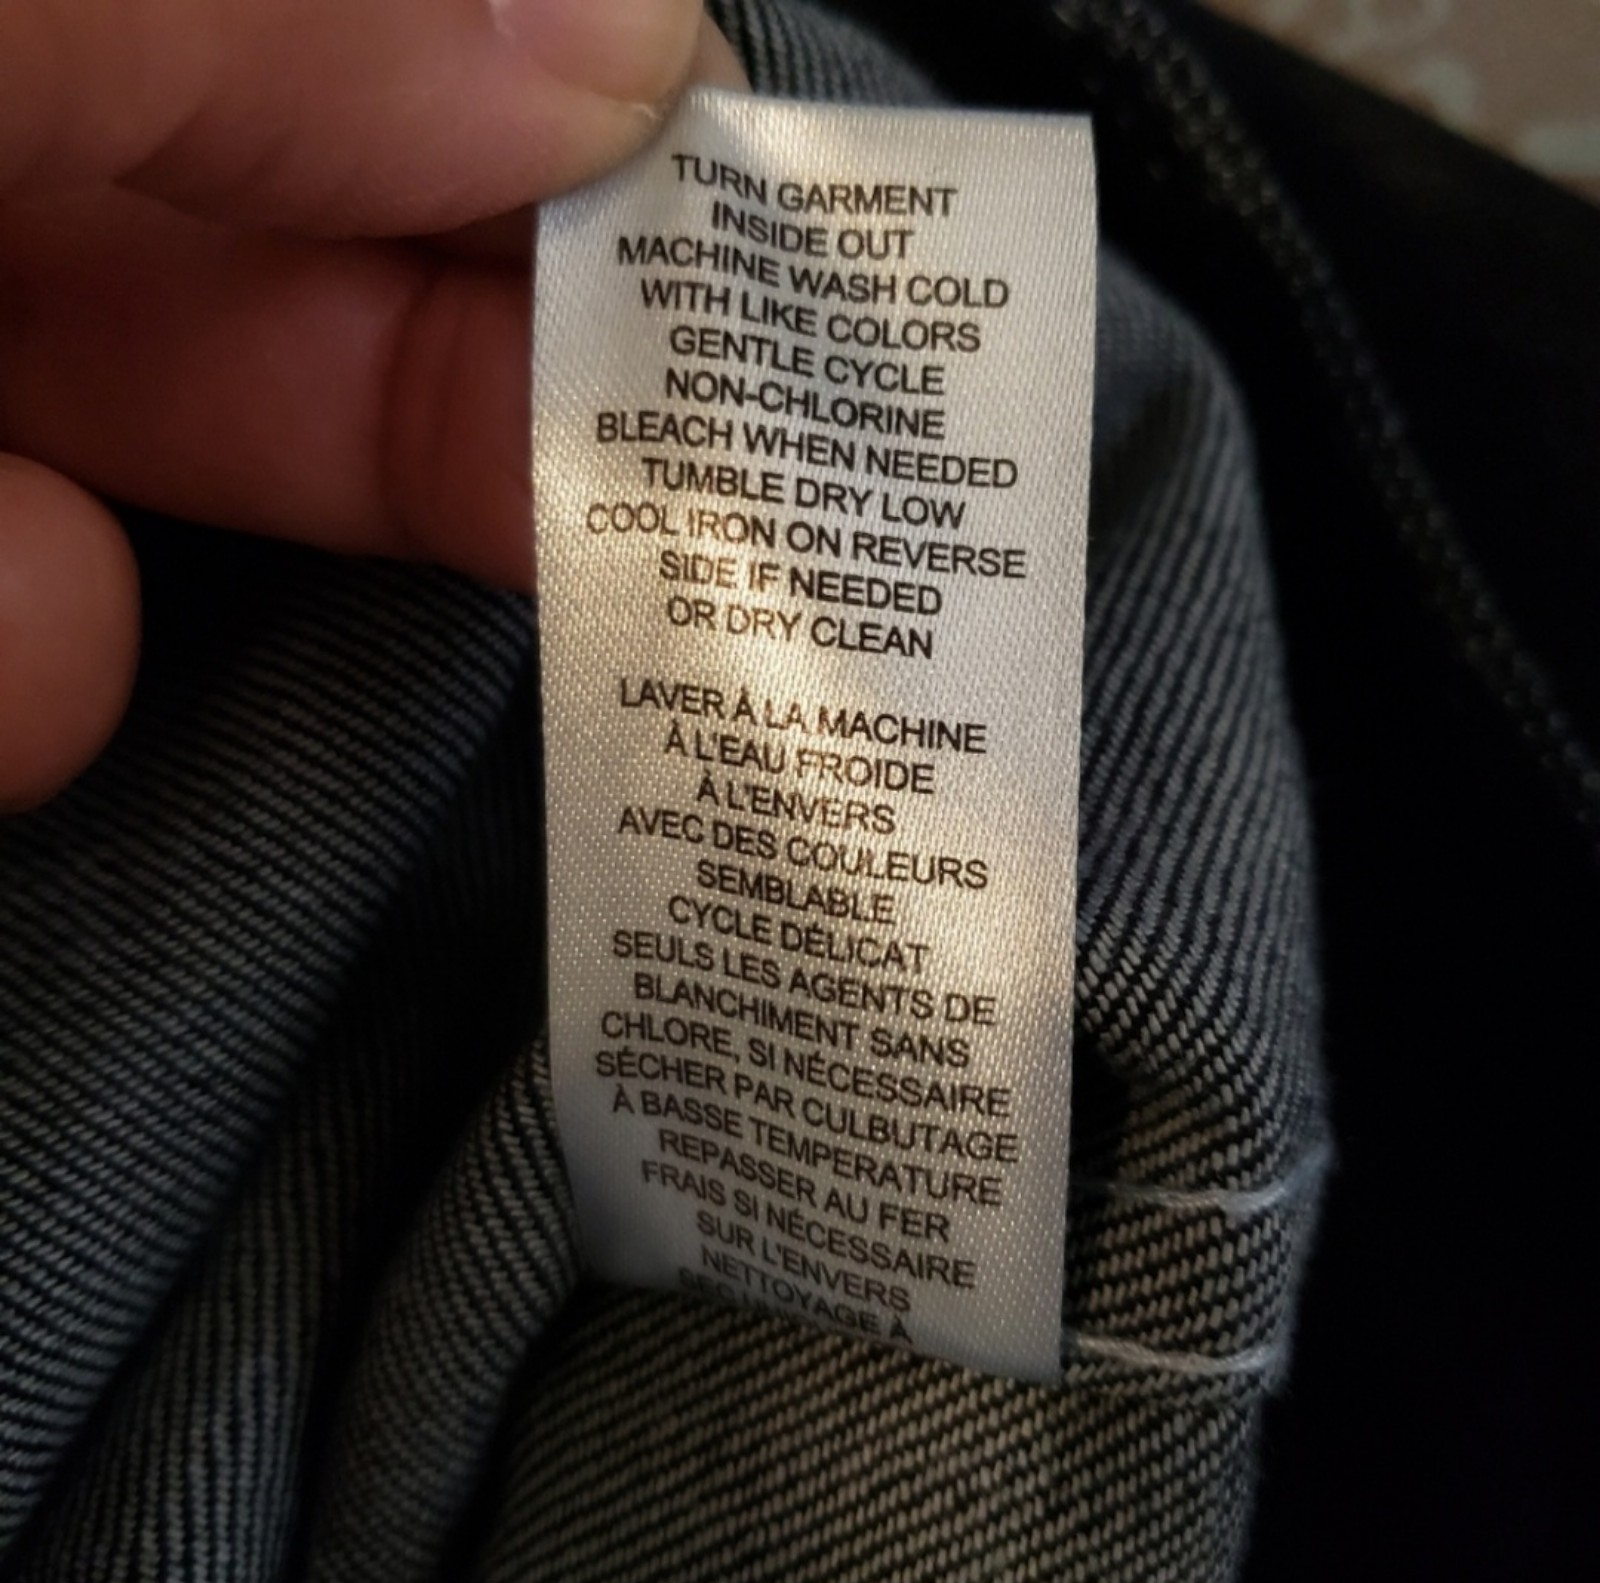 TURN GARMENT
INSIDE OUT
MACHINE WASH COLD
WITH LIKE COLORS
GENTLE CYCLE
NON-CHLORINE
BLEACH WHEN NEEDED
TUMBLE DRY LOW
COOL IRON ON REVERSE
SIDE IF NEEDED
OR DRY CLEAN
LAVER À LA MACHINE
À L'EAU FROIDE
À L'ENVERS
AVEC DES COULEURS
SEMBLABLE
CYCLE DÉLICAT
SEULS LES AGENTS DE
BLANCHIMENT SANS
CHLORE, SI NÉCESSAIRE
SÉCHER PAR CULBUTAGE
À BASSE TEMPERATURE
REPASSER AU FER
FRAIS SI NÉCESSAIRE
SUR L'ENVERS
NETTOYAGE À